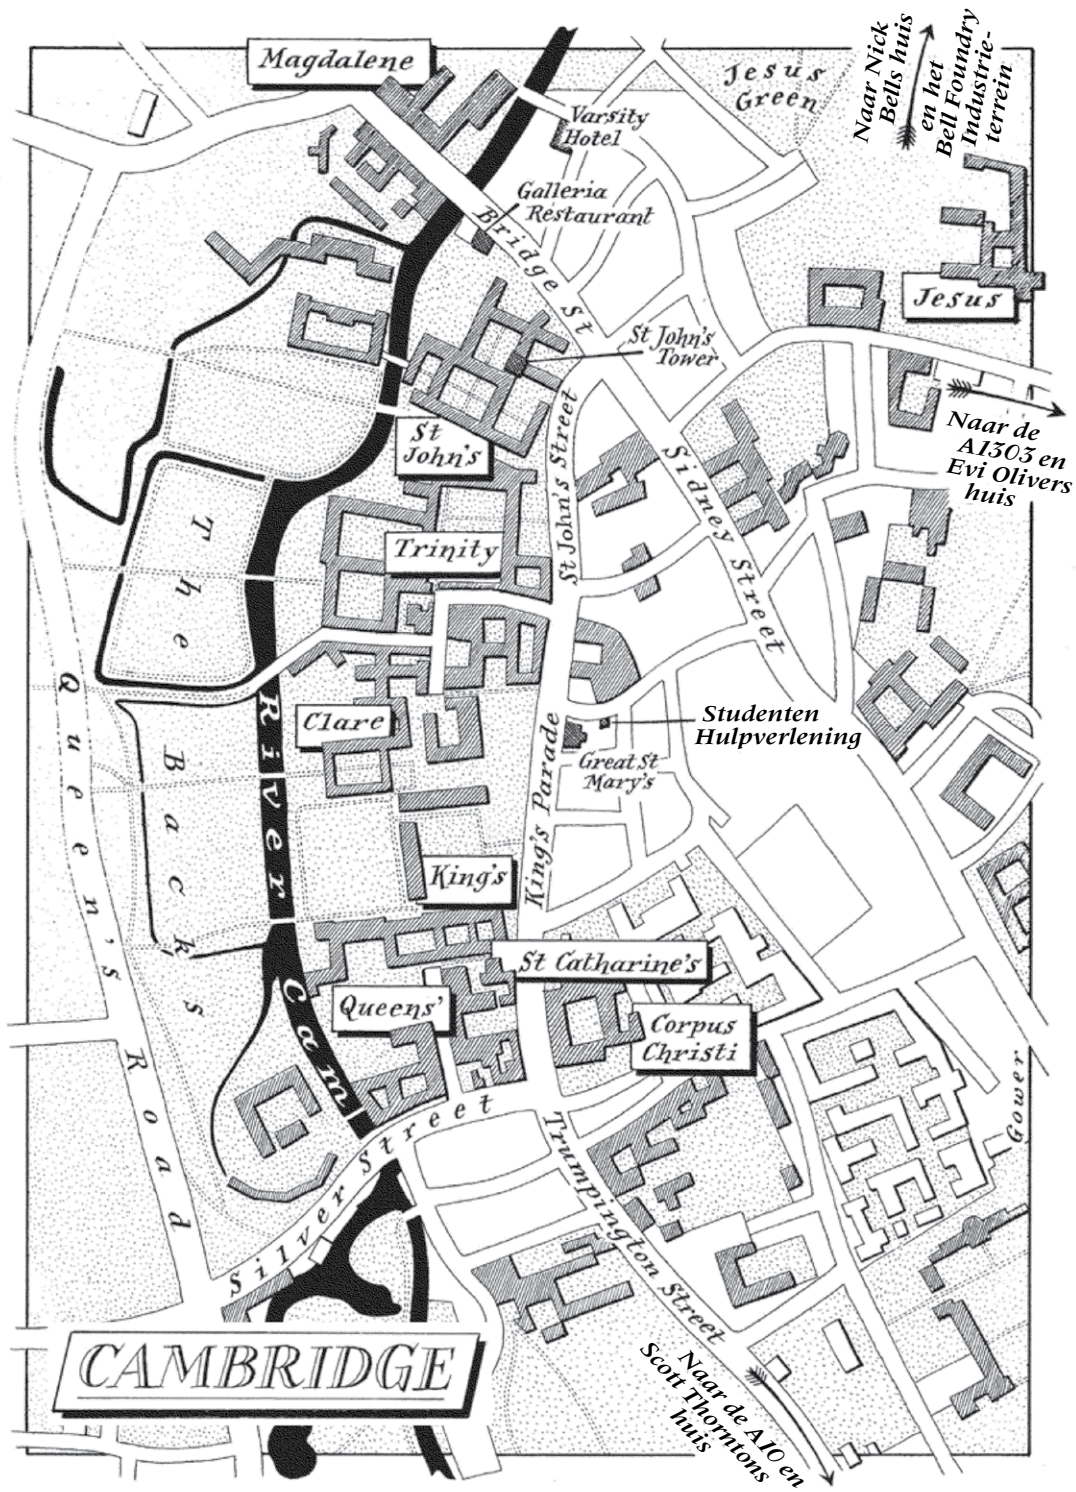 Magdalene
Jesus
Green
Naar Nick
Bells huis
en het
Bell Foundry
Industrie-
terrein
Varsity
Hotel
Galleria
Restaurant
Bridge St
Jesus
St John's
Tower
Naar de
A1303 en
Evi Olivers
huis
St
John's
St John's Street
Sidney Street
Trinity
The Backs
Queen's Road
River Cam
Clare
Studenten
Hulpverlening
Great St
Mary's
King's Parade
King's
St Catharine's
Queens'
Corpus
Christi
Gower
Silver Street
Trumpington Street
CAMBRIDGE
Naar de A10 en
Scott Thorntons
huis